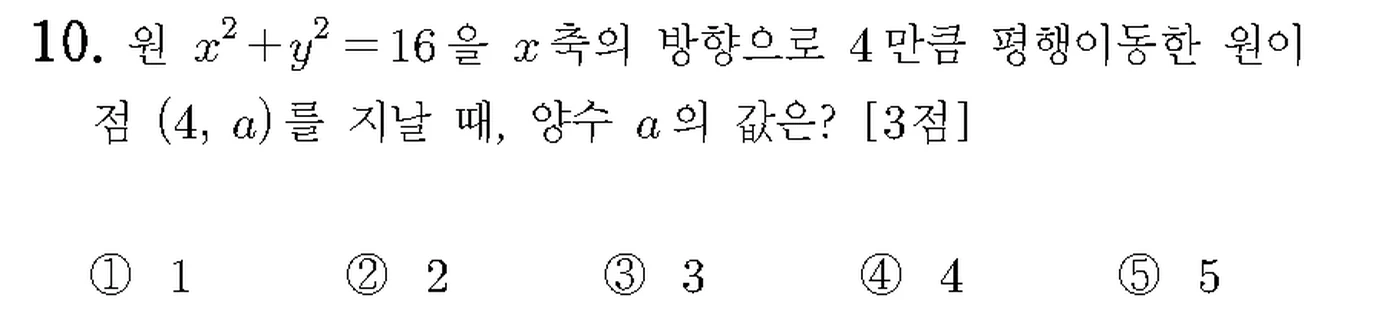 10. 원 x²+y²=16을 x축의 방향으로 4만큼 평행이동한 원이
점 (4, a)를 지날 때, 양수 a의 값은? [3점]
① 1 ② 2 ③ 3 ④ 4 ⑤ 5